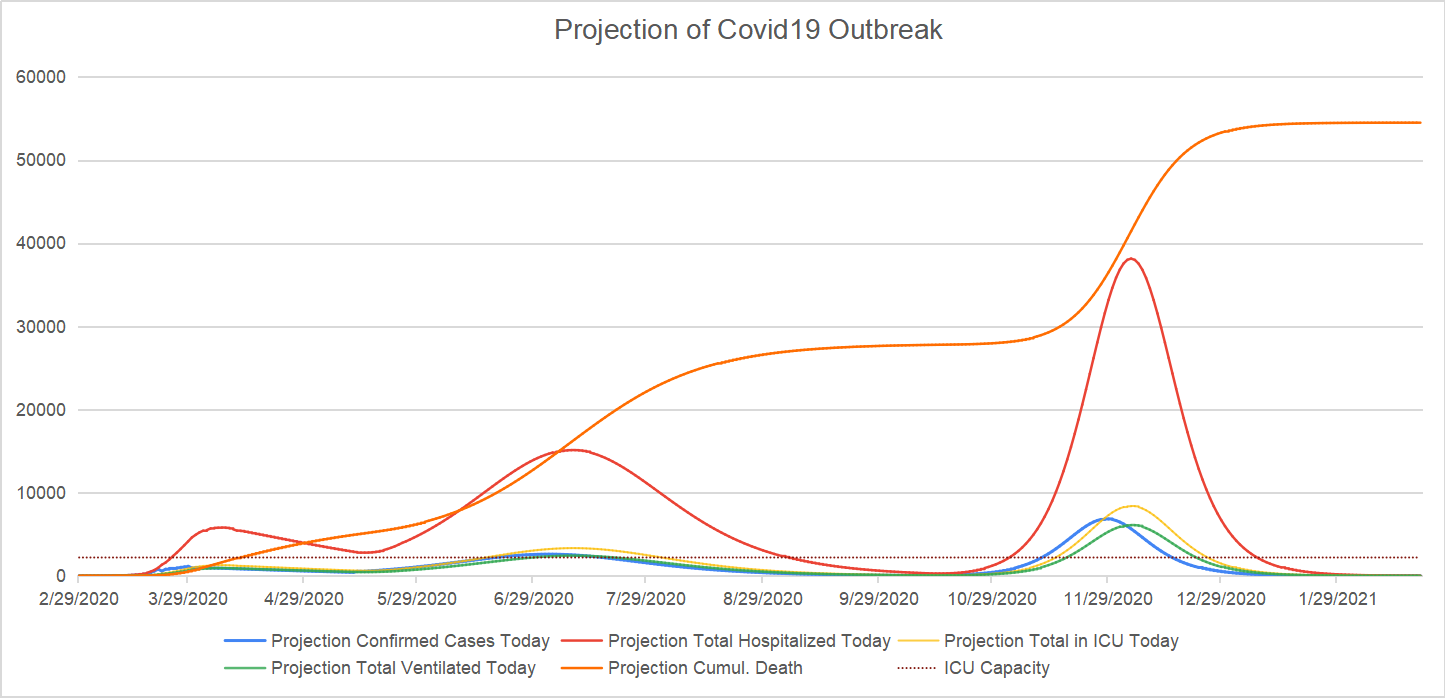 Projection of Covid19 Outbreak
60000
50000
40000
30000
20000
10000
0
2/29/2020 3/29/2020 4/29/2020 5/29/2020 6/29/2020 7/29/2020 8/29/2020 9/29/2020 10/29/2020 11/29/2020 12/29/2020 1/29/2021
Projection Confirmed Cases Today Projection Total Hospitalized Today Projection Total in ICU Today
Projection Total Ventilated Today Projection Cumul. Death ICU Capacity